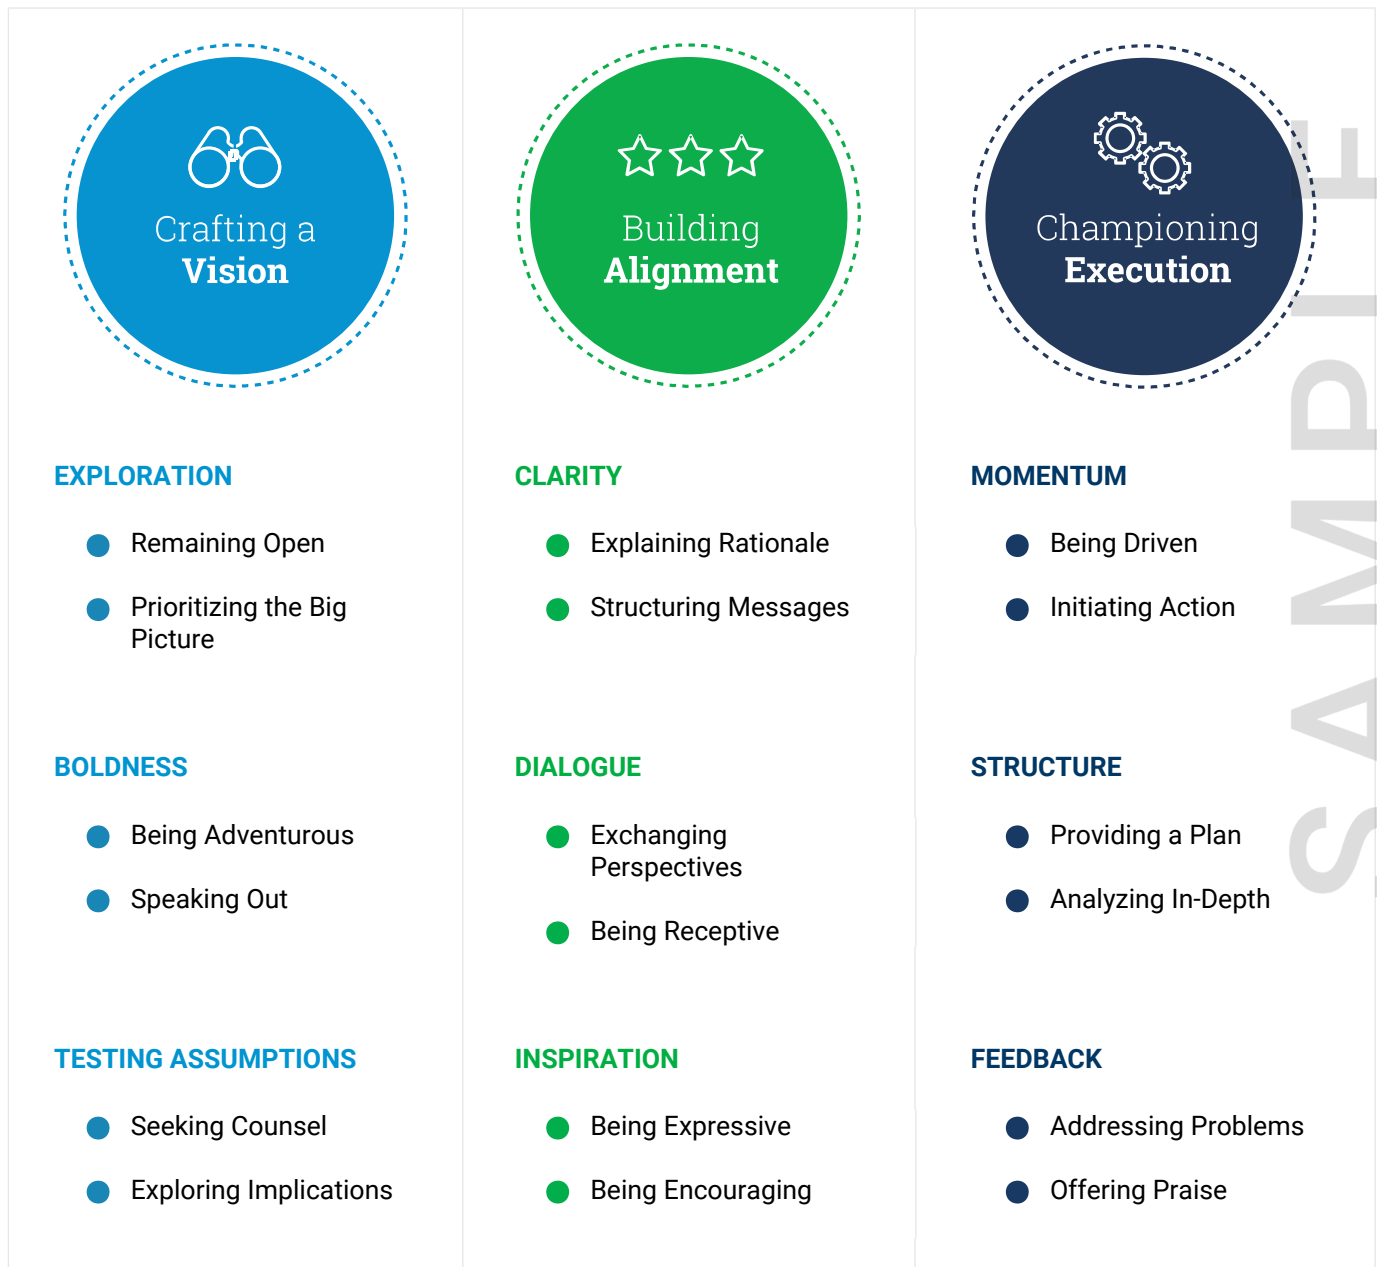 Crafting a
Vision
EXPLORATION
Remaining Open
Prioritizing the Big
Picture
BOLDNESS
Being Adventurous
Speaking Out
TESTING ASSUMPTIONS
Seeking Counsel
Exploring Implications
Building
Alignment
CLARITY
Explaining Rationale
Structuring Messages
DIALOGUE
Exchanging
Perspectives
Being Receptive
INSPIRATION
Being Expressive
Being Encouraging
Championing
Execution
MOMENTUM
Being Driven
Initiating Action
STRUCTURE
Providing a Plan
Analyzing In-Depth
FEEDBACK
Addressing Problems
Offering Praise
SAMPLE